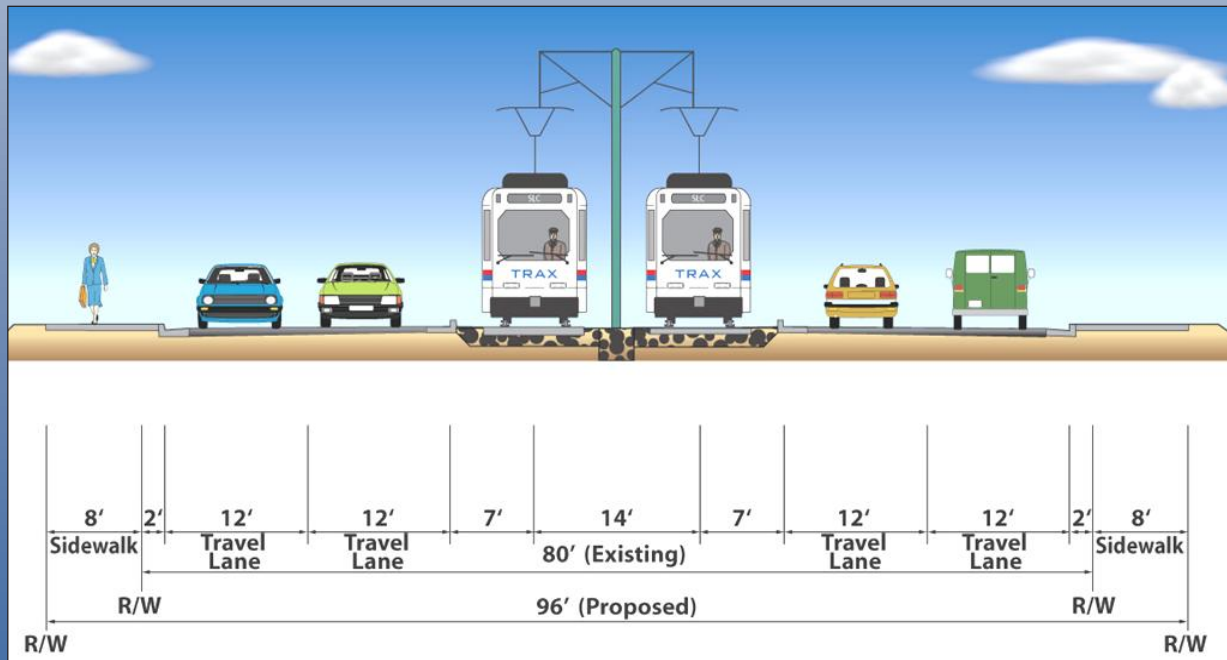 SLC
SLC
TRAX
TRAX
8‘ 2‘ 12‘ 12‘ 7‘ 14‘ 7‘ 12‘ 12‘ 2‘ 8‘
Sidewalk Travel Travel Travel Travel Sidewalk
Lane Lane Lane Lane
80’ (Existing)
R/W R/W
96’ (Proposed)
R/W R/W